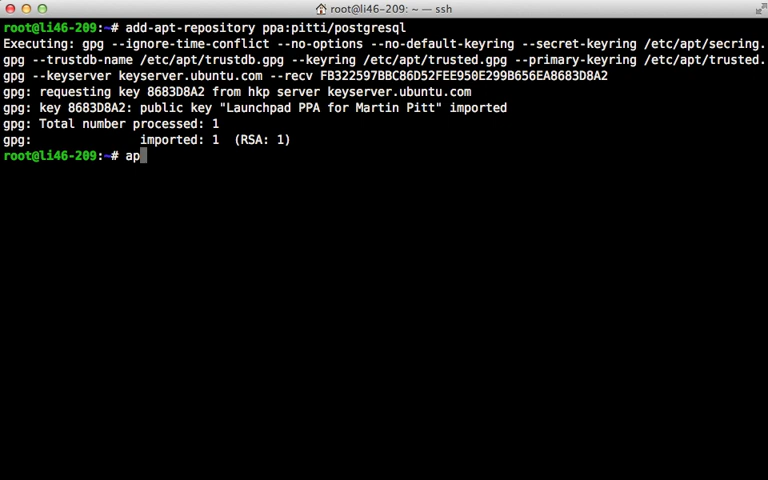 root@li46-209: ~ — ssh
root@li46-209:~# add-apt-repository ppa:pitti/postgresql
Executing: gpg --ignore-time-conflict --no-options --no-default-keyring --secret-keyring /etc/apt/secring.
gpg --trustdb-name /etc/apt/trustdb.gpg --keyring /etc/apt/trusted.gpg --primary-keyring /etc/apt/trusted.
gpg --keyserver keyserver.ubuntu.com --recv FB322597BBC86D52FEE950E299B656EA8683D8A2
gpg: requesting key 8683D8A2 from hkp server keyserver.ubuntu.com
gpg: key 8683D8A2: public key "Launchpad PPA for Martin Pitt" imported
gpg: Total number processed: 1
gpg:               imported: 1  (RSA: 1)
root@li46-209:~# ap